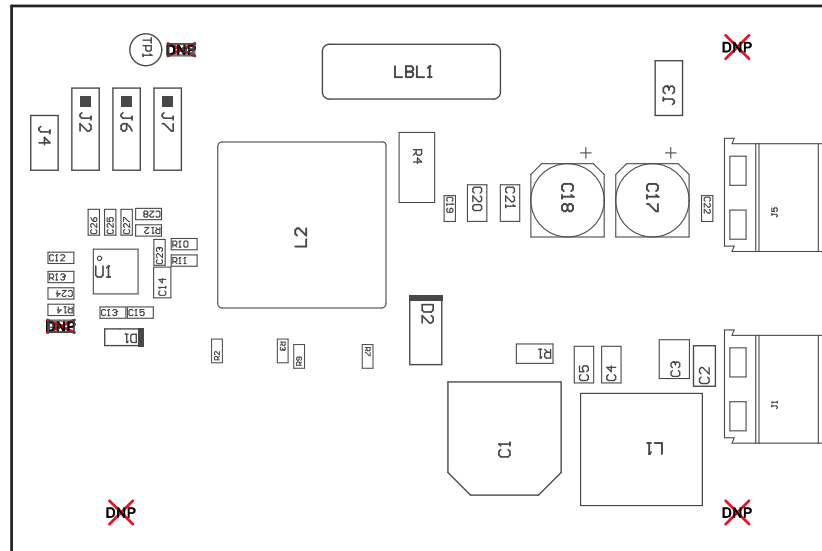 TP1
DNP
DNP
LBL1
J3
J4
J2
J6
J7
R4
C19
C20
C21
C18
C17
C22
J5
C26
C25
C27
C28
R12
C23
R10
R11
C12
U1
R13
C24
C14
R14
C13
C15
DNP
D1
L2
D2
R2
R3
R9
R7
R1
C5
C4
C3
C2
J1
C1
L1
DNP
DNP